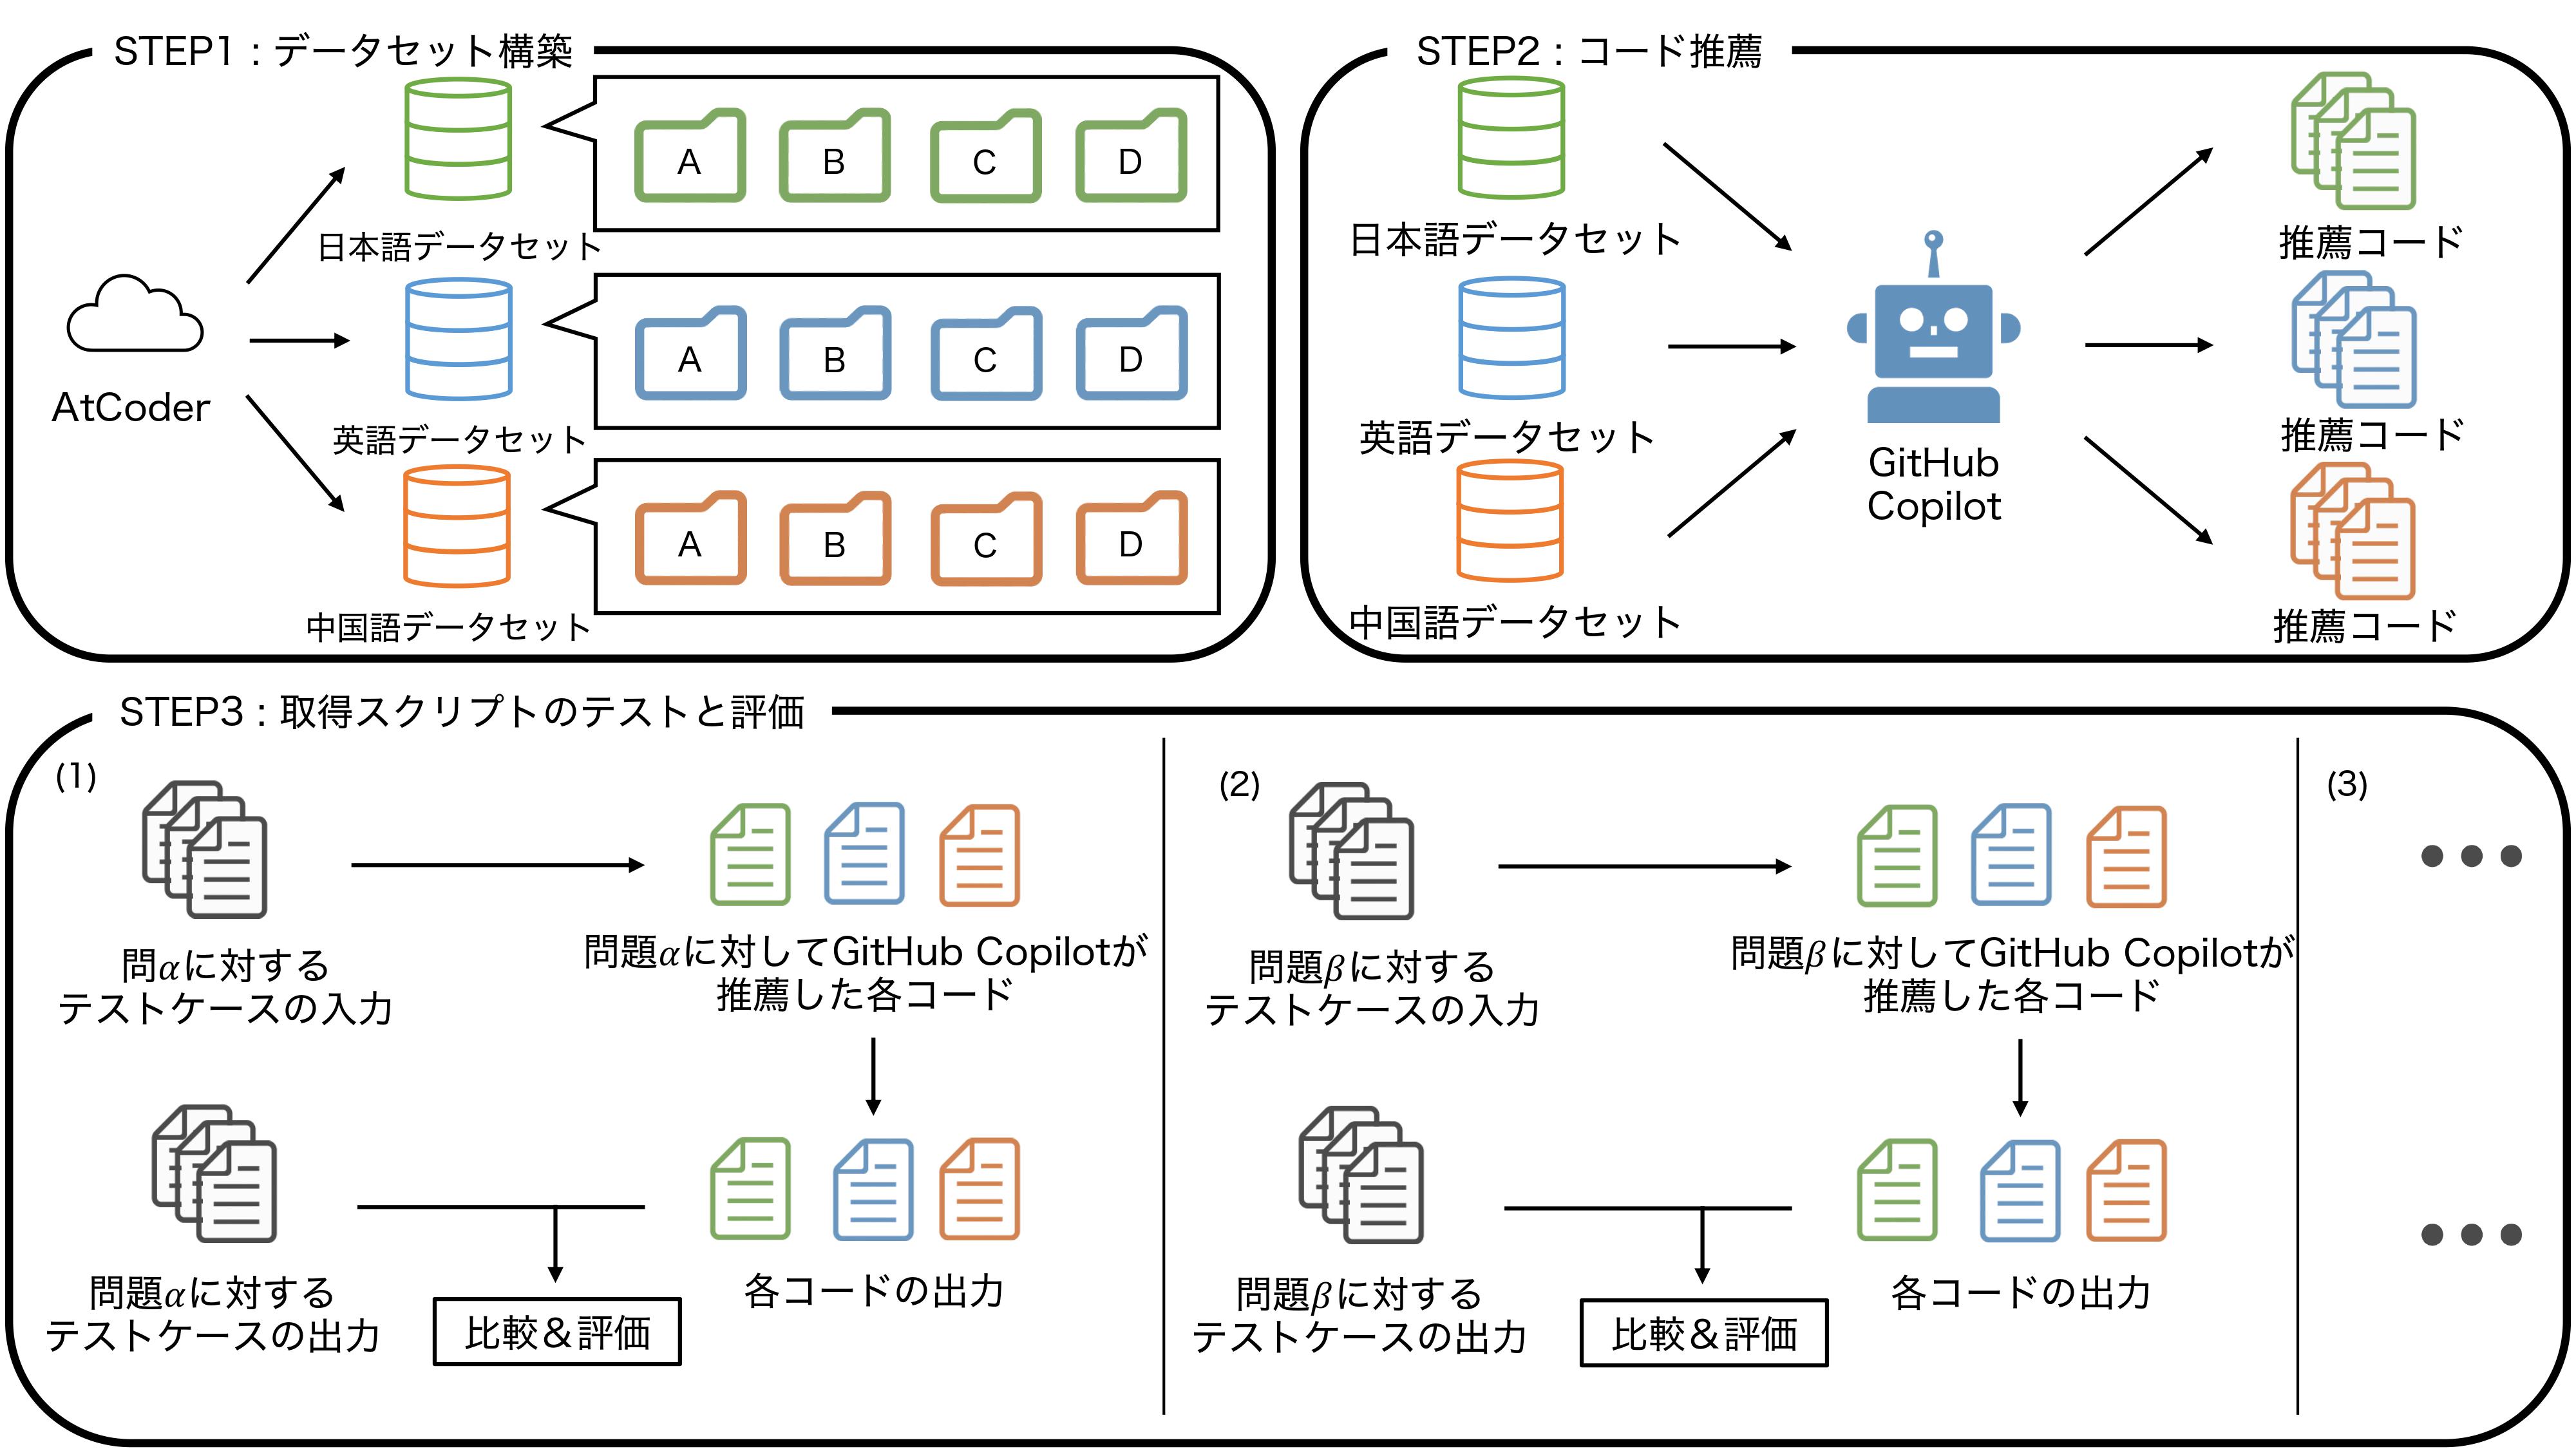 STEP1 : データセット構築
A
B
C
D
日本語データセット
AtCoder
A
B
C
D
英語データセット
A
B
C
D
中国語データセット
STEP2 : コード推薦
日本語データセット
英語データセット
中国語データセット
GitHub
Copilot
推薦コード
推薦コード
推薦コード
STEP3 : 取得スクリプトのテストと評価
(1)
問αに対する
テストケースの入力
問題αに対してGitHub Copilotが
推薦した各コード
問題αに対する
テストケースの出力
各コードの出力
比較&評価
(2)
問題βに対する
テストケースの入力
問題βに対してGitHub Copilotが
推薦した各コード
問題βに対する
テストケースの出力
各コードの出力
比較&評価
(3)